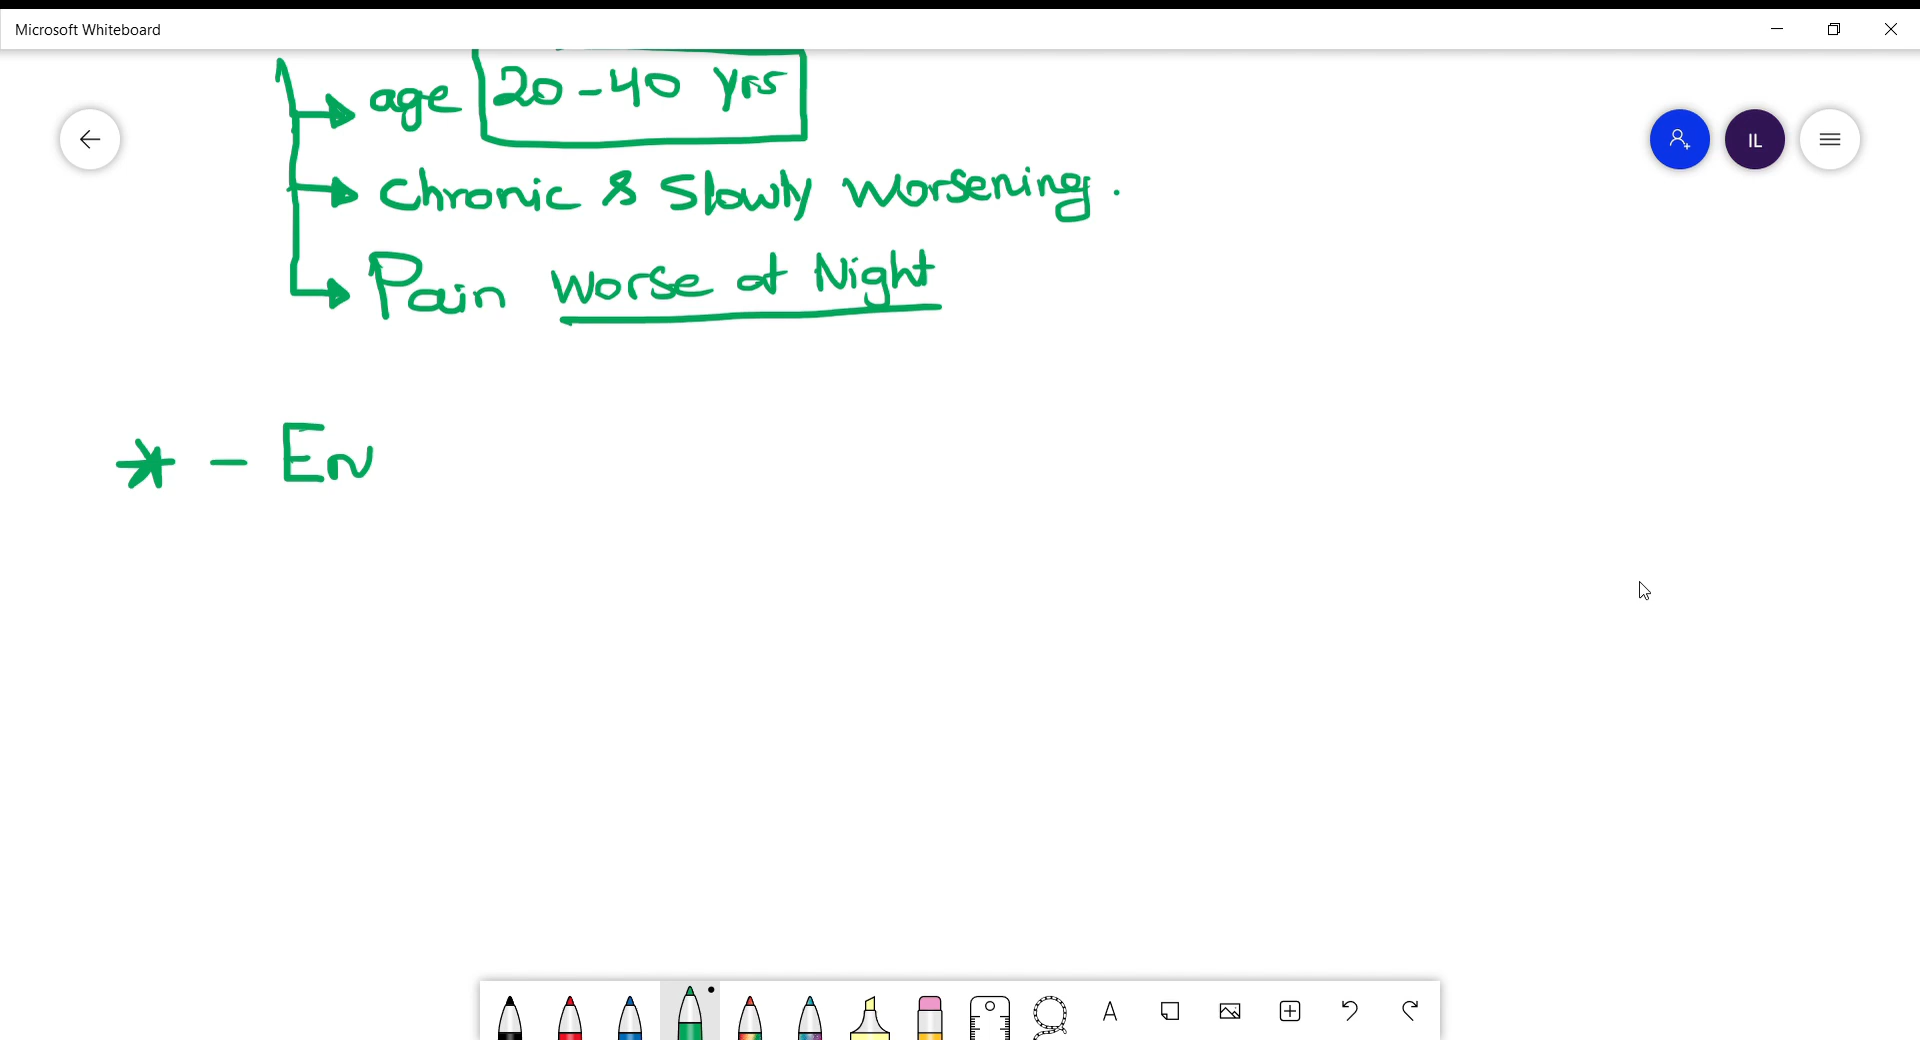 Microsoft Whiteboard
age 20-40 yrs
IL
Chronic & Slowly Worsening.
Pain Worse at Night
* - En
A